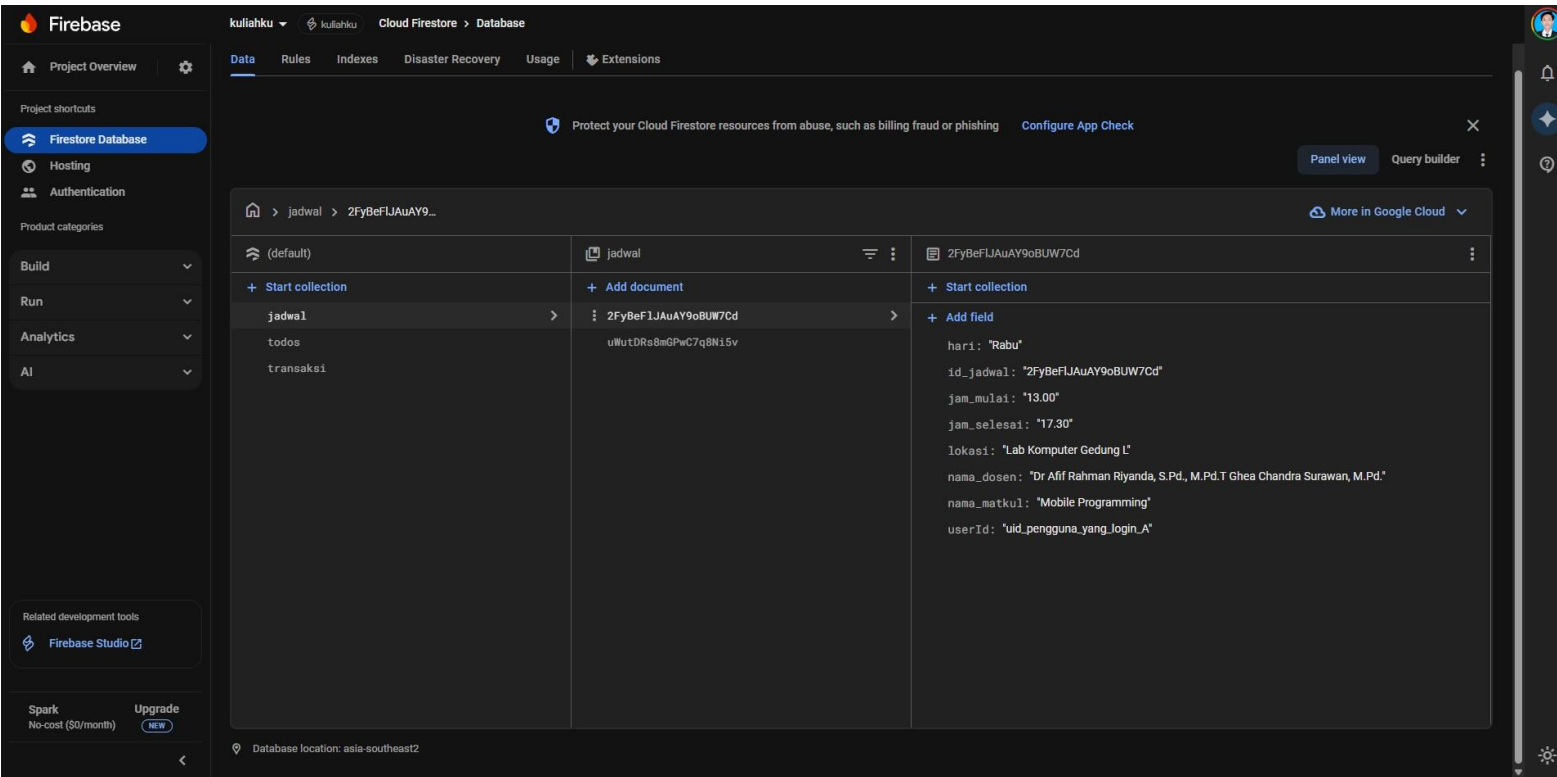 Firebase
kuliahku kuliahku Cloud Firestore > Database
Project Overview
Data Rules Indexes Disaster Recovery Usage Extensions
Project shortcuts
Firestore Database
Hosting
Authentication
Product categories
Build
Run
Analytics
AI
Related development tools
Firebase Studio
Spark
No-cost ($0/month)
Upgrade
NEW
Protect your Cloud Firestore resources from abuse, such as billing fraud or phishing Configure App Check
Panel view Query builder
jadwal > 2FyBeFlJAuAY9…
More in Google Cloud
(default)
+ Start collection
jadwal
todos
transaksi
jadwal
+ Add document
2FyBeFlJAuAY9oBUW7Cd
uWutDRs8mGPwC7q8Ni5v
2FyBeFlJAuAY9oBUW7Cd
+ Start collection
+ Add field
hari: "Rabu"
id_jadwal: "2FyBeFlJAuAY9oBUW7Cd"
jam_mulai: "13.00"
jam_selesai: "17.30"
lokasi: "Lab Komputer Gedung L"
nama_dosen: "Dr Afif Rahman Riyanda, S.Pd., M.Pd.T Ghea Chandra Surawan, M.Pd."
nama_matkul: "Mobile Programming"
userId: "uid_pengguna_yang_login_A"
Database location: asia-southeast2